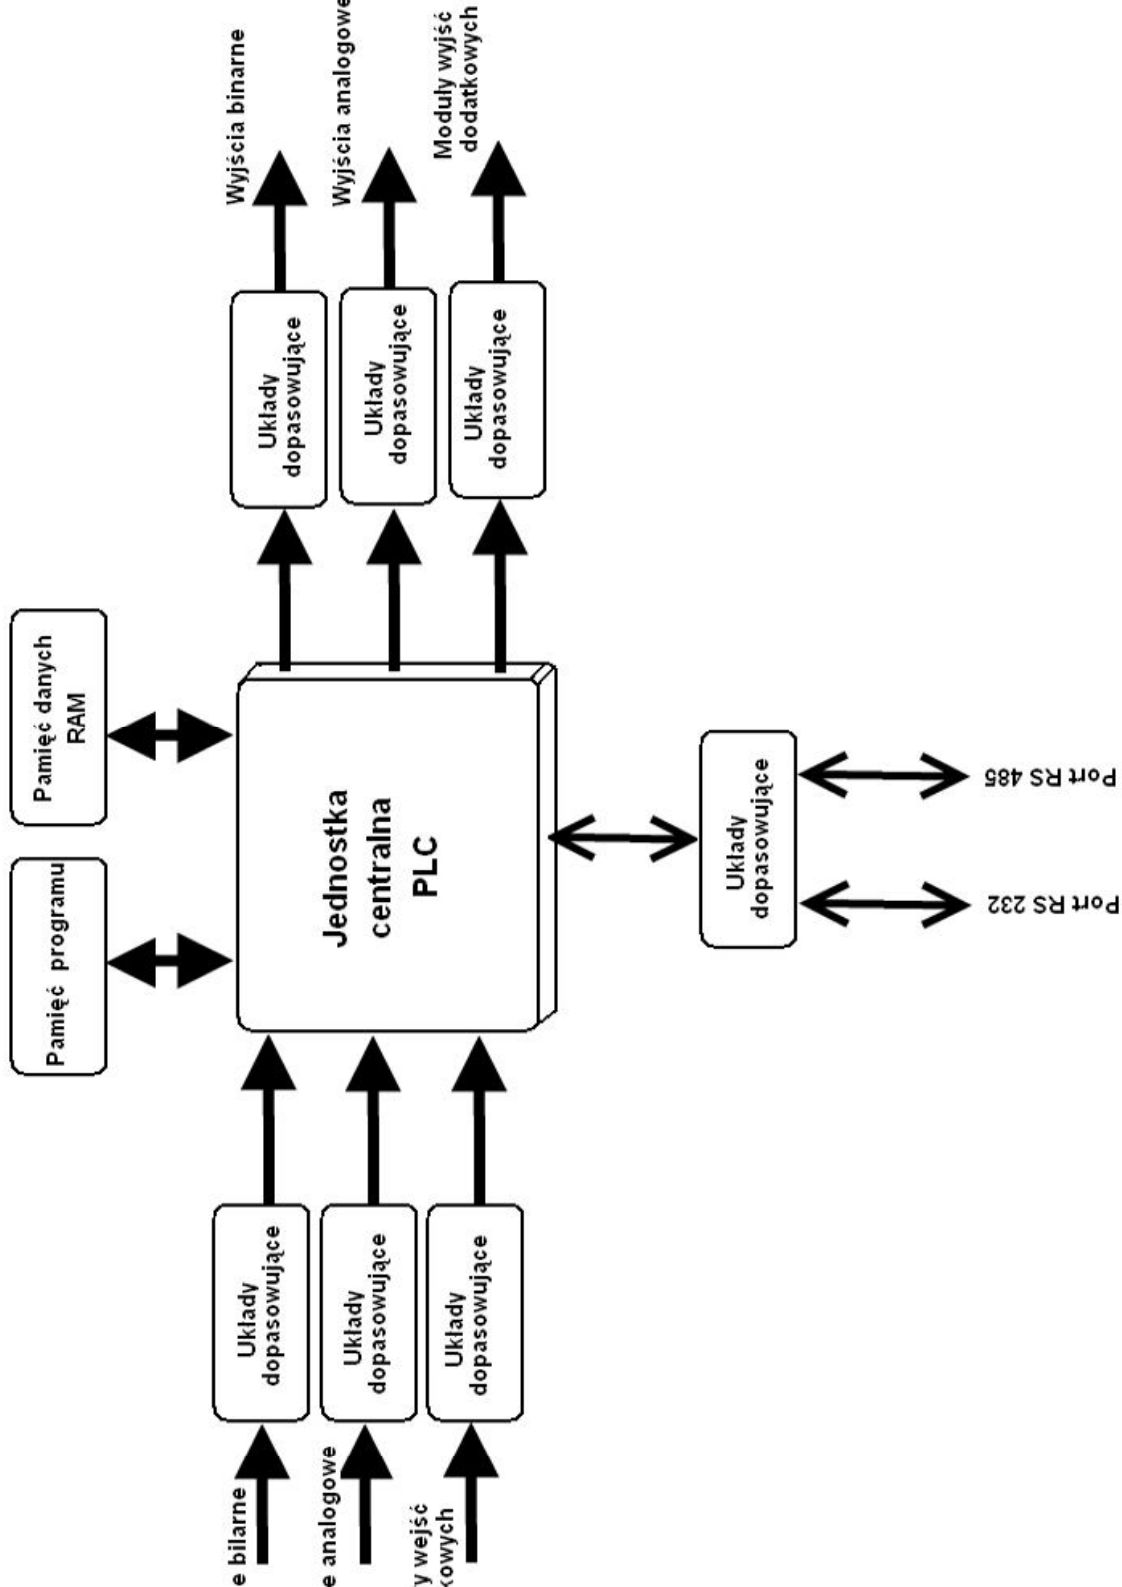 Pamięć programu
Pamięć danych
RAM
e bilarne
e analogowe
y wejść
kowych
Układy
dopasowujące
Układy
dopasowujące
Układy
dopasowujące
Jednostka
centralna
PLC
Układy
dopasowujące
Układy
dopasowujące
Układy
dopasowujące
Wyjścia binarne
Wyjścia analogowe
Moduły wyjść
dodatkowych
Układy
dopasowujące
Port RS 232
Port RS 485